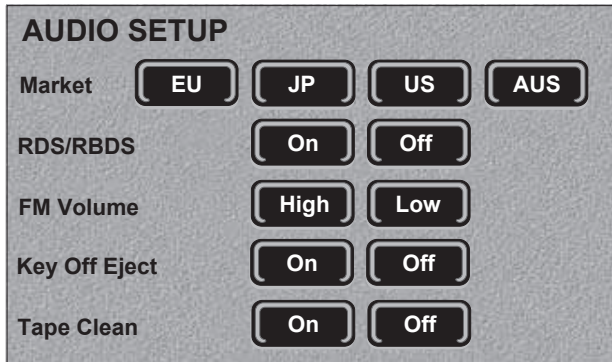 AUDIO SETUP
Market EU JP US AUS
RDS/RBDS On Off
FM Volume High Low
Key Off Eject On Off
Tape Clean On Off